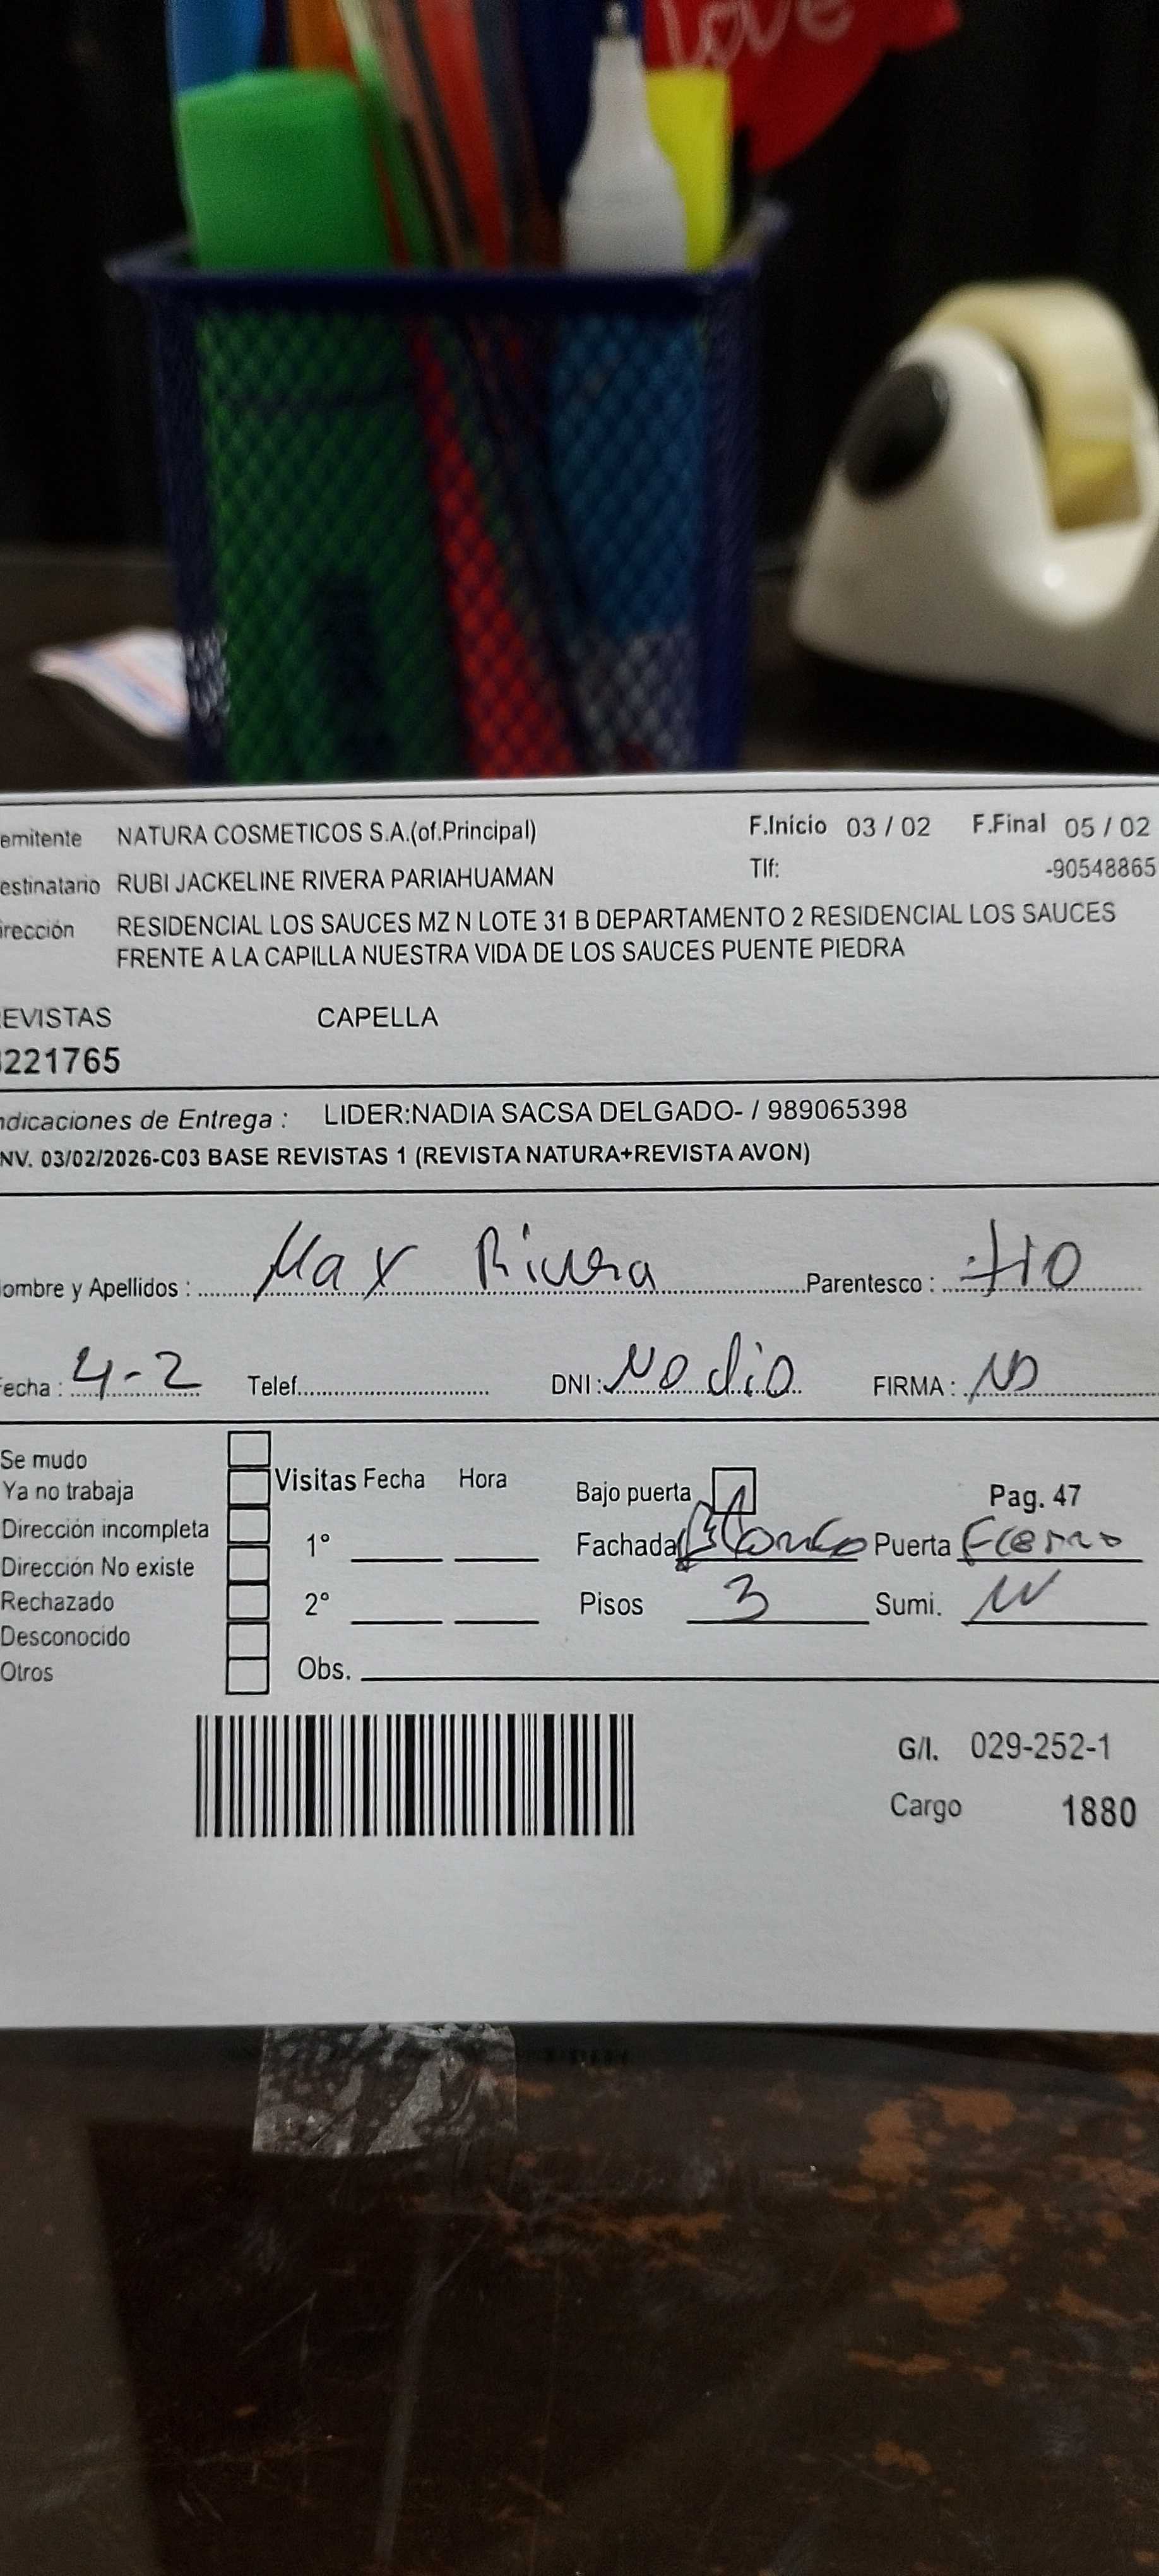 Love
emitente NATURA COSMETICOS S.A.(of.Principal) F.Início 03 / 02 F.Final 05 / 02
estinatario RUBI JACKELINE RIVERA PARIAHUAMAN Tlf: -90548865
irección RESIDENCIAL LOS SAUCES MZ N LOTE 31 B DEPARTAMENTO 2 RESIDENCIAL LOS SAUCES
FRENTE A LA CAPILLA NUESTRA VIDA DE LOS SAUCES PUENTE PIEDRA
EVISTAS CAPELLA
221765
ndicaciones de Entrega : LIDER:NADIA SACSA DELGADO- / 989065398
NV. 03/02/2026-C03 BASE REVISTAS 1 (REVISTA NATURA+REVISTA AVON)
ombre y Apellidos : Max Rivera Parentesco : tio
echa : 4-2 Telef. DNI : No dio FIRMA : ND
Se mudo
Ya no trabaja Visitas Fecha Hora Bajo puerta Pag. 47
Dirección incompleta 1° Fachada Blanco Puerta Fierro
Dirección No existe
Rechazado 2° Pisos 3 Sumi.
Desconocido
Otros Obs.
G/I. 029-252-1
Cargo 1880